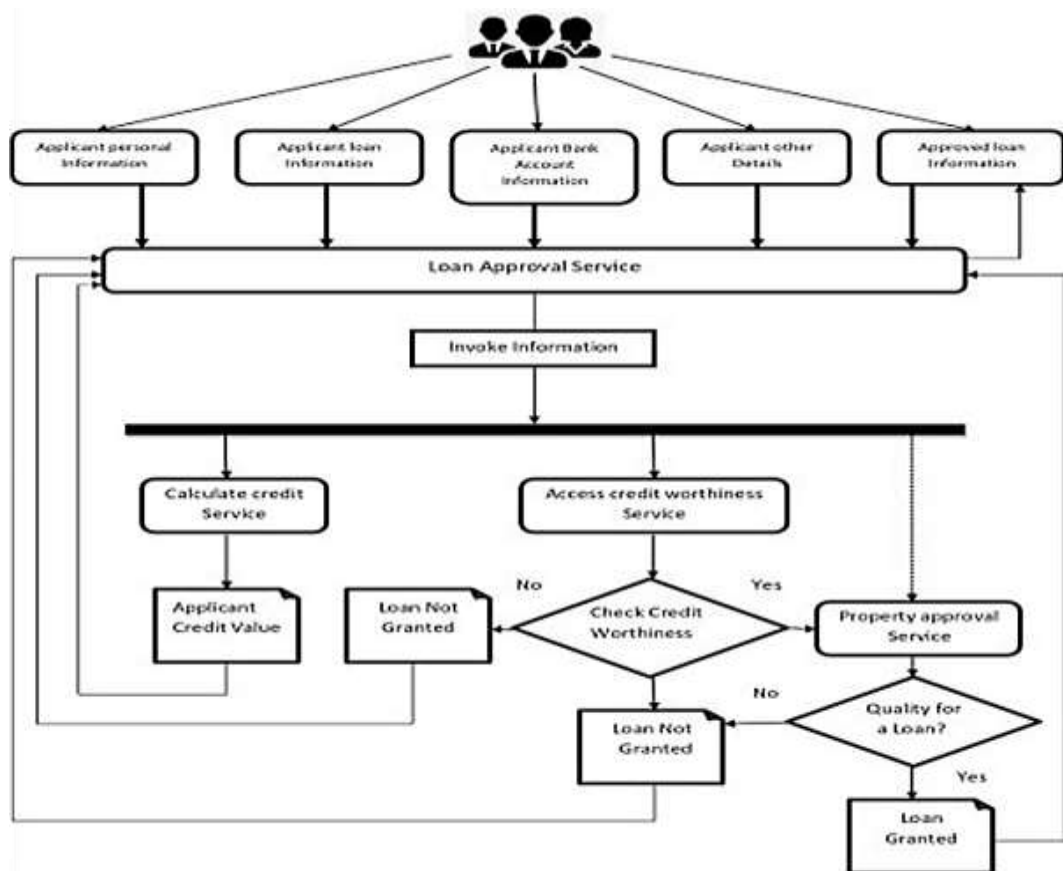 Applicant personal
Information
Applicant loan
Information
Applicant Bank
Account
Information
Applicant other
Details
Approved loan
Information
Loan Approval Service
Invoke Information
Calculate credit
Service
Access credit worthiness
Service
No
Yes
Applicant
Credit Value
Loan Not
Granted
Check Credit
Worthiness
Property approval
Service
No
Loan Not
Granted
Quality for
a Loan?
Yes
Loan
Granted